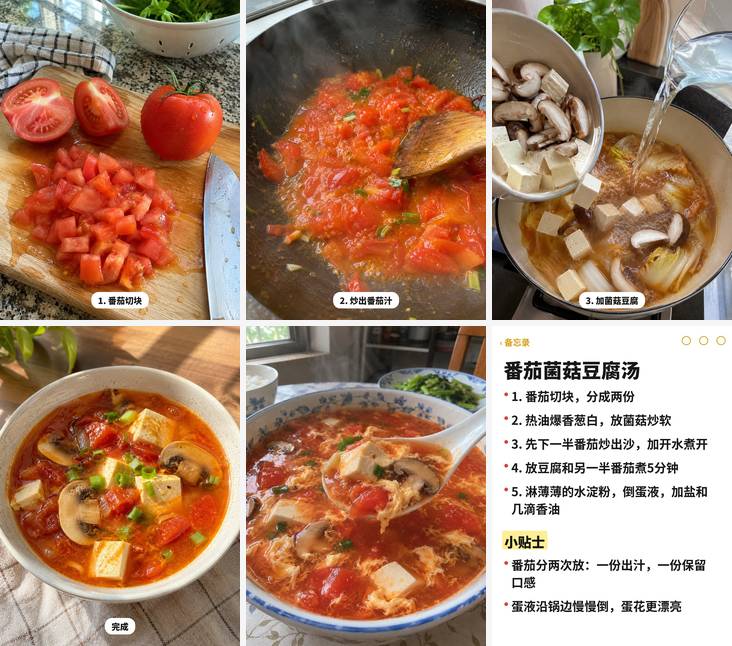 1. 番茄切块
2. 炒出番茄汁
3. 加菌菇豆腐
完成
‹备忘录
番茄菌菇豆腐汤
1. 番茄切块，分成两份
2. 热油爆香葱白，放菌菇炒软
3. 先下一半番茄炒出沙，加开水煮开
4. 放豆腐和另一半番茄煮5分钟
5. 淋薄薄的水淀粉，倒蛋液，加盐和
几滴香油
小贴士
番茄分两次放：一份出汁，一份保留
口感
蛋液沿锅边慢慢倒，蛋花更漂亮